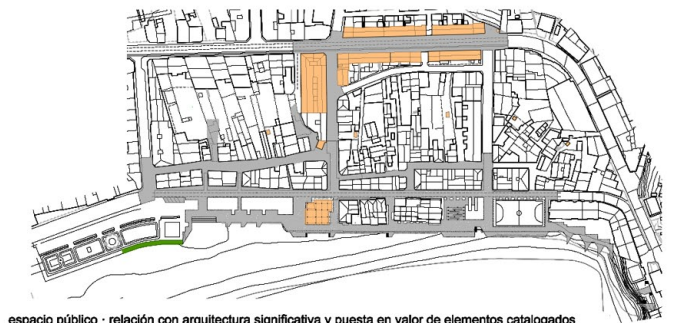 espacio público · relación con arquitectura significativa y puesta en valor de elementos catalogados